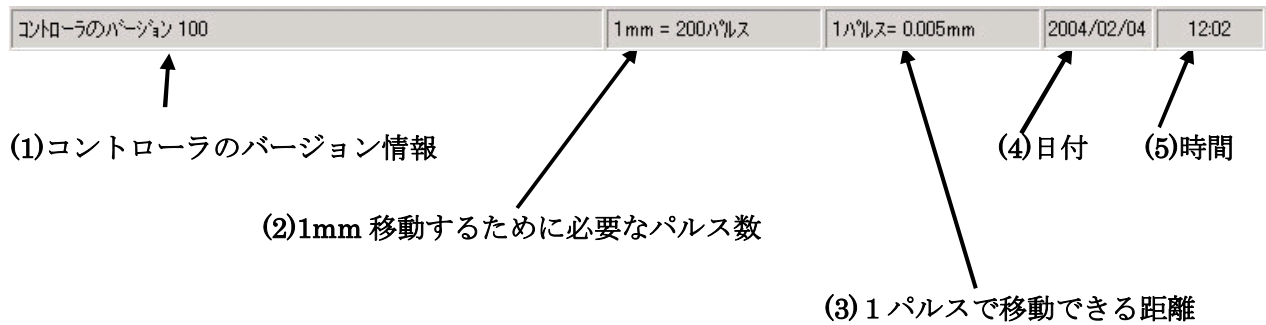 コントローラのバージョン 100 1mm = 200パルス 1パルス= 0.005mm 2004/02/04 12:02
(1)コントローラのバージョン情報 (4)日付 (5)時間
(2)1mm 移動するために必要なパルス数
(3)1パルスで移動できる距離